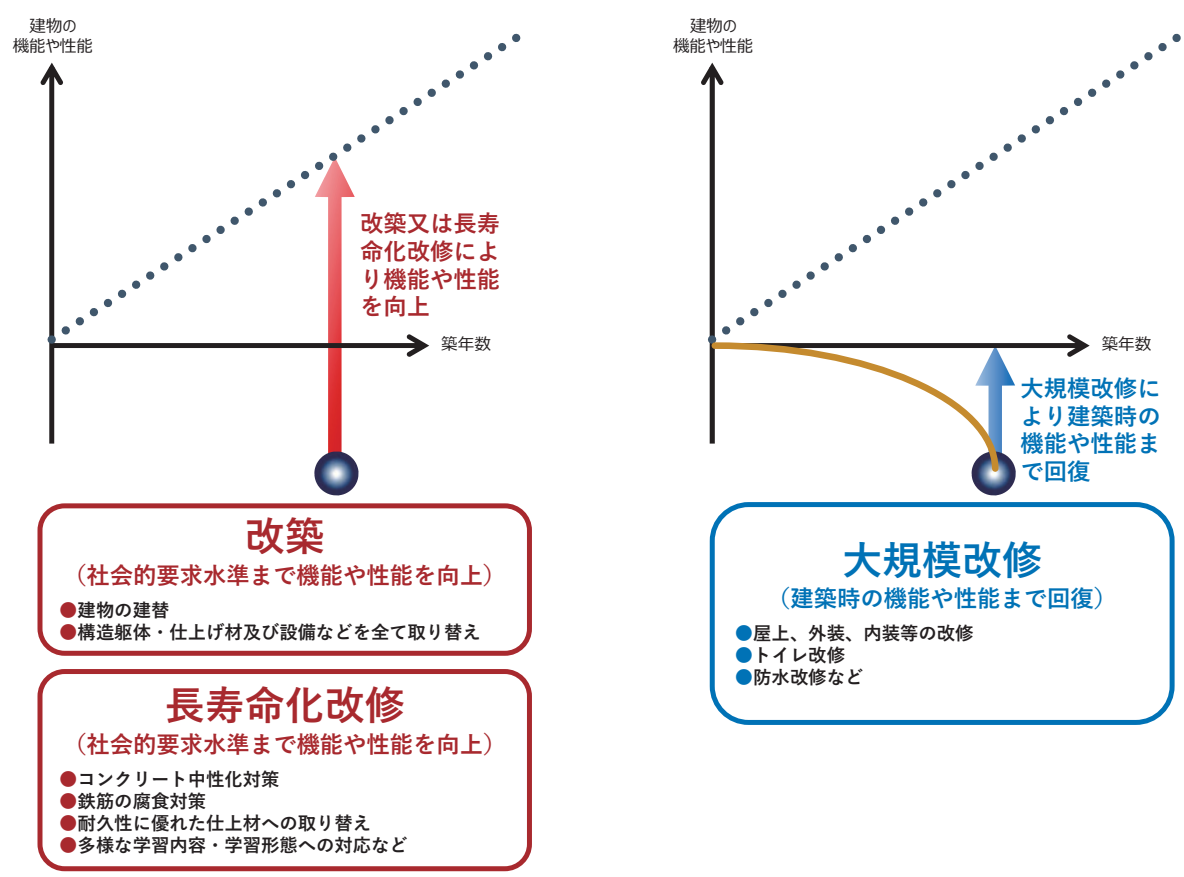 建物の
機能や性能
改築又は長寿
命化改修によ
り機能や性能
を向上
築年数
改築
（社会的要求水準まで機能や性能を向上）
●建物の建替
●構造躯体・仕上げ材及び設備などを全て取り替え
長寿命化改修
（社会的要求水準まで機能や性能を向上）
●コンクリート中性化対策
●鉄筋の腐食対策
●耐久性に優れた仕上材への取り替え
●多様な学習内容・学習形態への対応など
建物の
機能や性能
築年数
大規模改修に
より建築時の
機能や性能ま
で回復
大規模改修
（建築時の機能や性能まで回復）
●屋上、外装、内装等の改修
●トイレ改修
●防水改修など